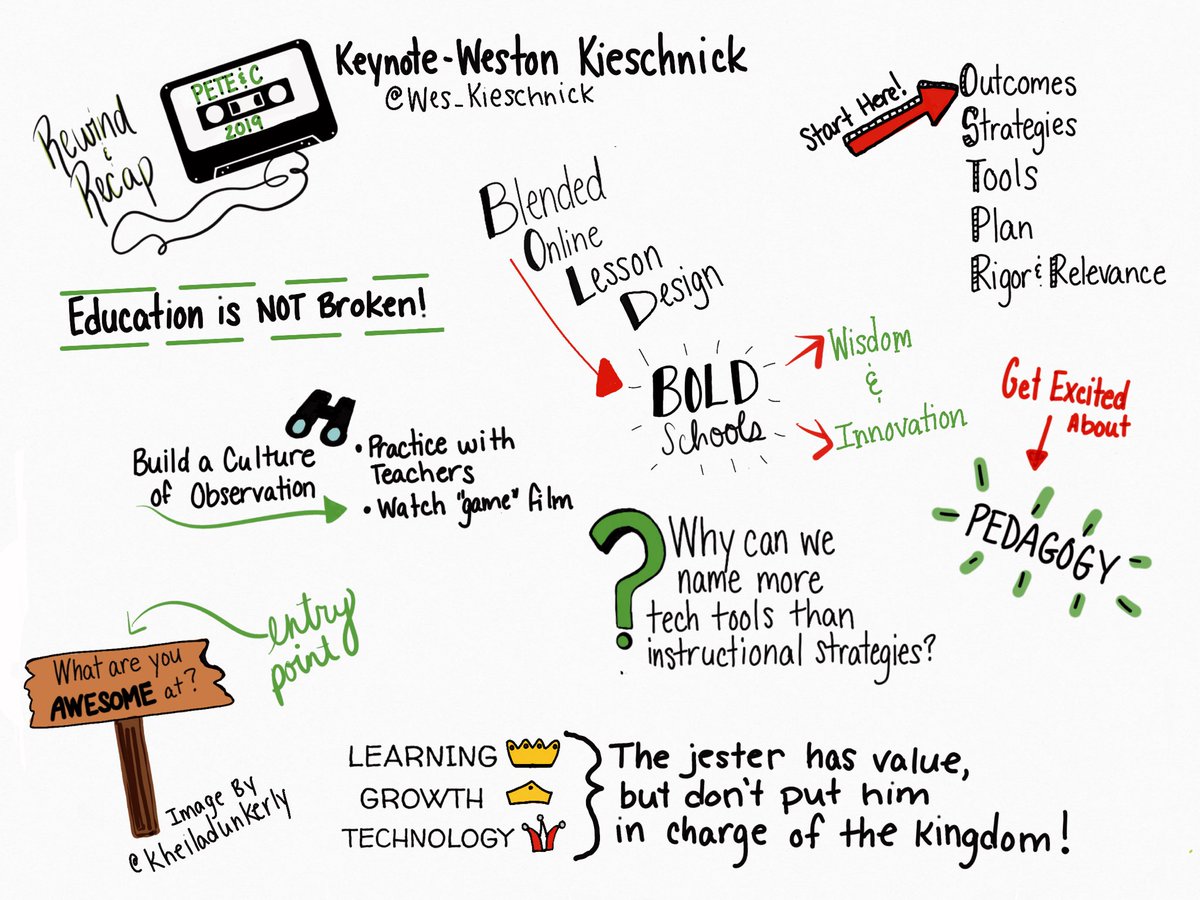 Rewind
&
Recap
PETE & C
2019
Keynote-Weston Kieschnick
@Wes_Kieschnick
Start Here!
Outcomes
Strategies
Tools
Plan
Rigor & Relevance
Blended
Online
Lesson
Design
Education is NOT Broken!
BOLD
Schools
Wisdom
&
Innovation
Get Excited
About
PEDAGOGY
Build a Culture
of Observation
• Practice with
Teachers
• Watch "game" film
? Why can we
name more
tech tools than
instructional strategies?
entry
point
What are you
AWESOME at?
LEARNING
GROWTH
TECHNOLOGY
The jester has value,
but don't put him
in charge of the kingdom!
Image By
@kheiladunkerly